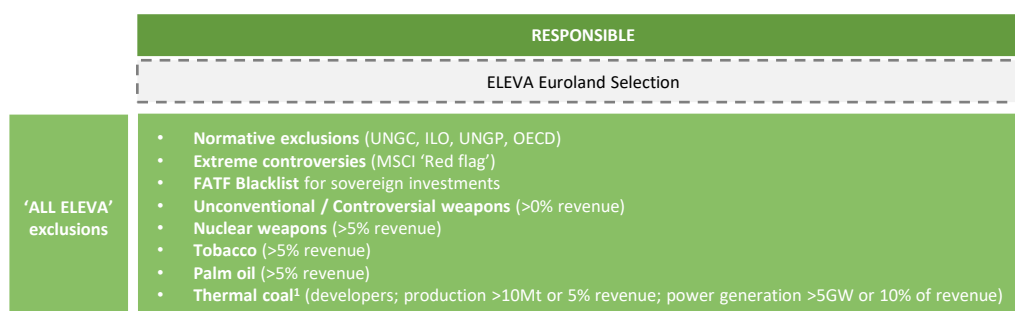 RESPONSIBLE
ELEVA Euroland Selection
‘ALL ELEVA’
exclusions
• Normative exclusions (UNGC, ILO, UNGP, OECD)
• Extreme controversies (MSCI ‘Red flag’)
• FATF Blacklist for sovereign investments
• Unconventional / Controversial weapons (>0% revenue)
• Nuclear weapons (>5% revenue)
• Tobacco (>5% revenue)
• Palm oil (>5% revenue)
• Thermal coal¹ (developers; production >10Mt or 5% revenue; power generation >5GW or 10% of revenue)